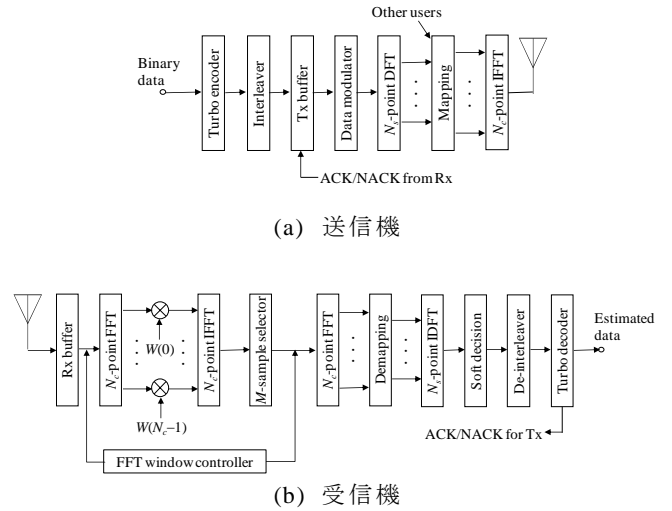 Other users
Binary
data
Turbo encoder
Interleaver
Tx buffer
Data modulator
Ns-point DFT
Mapping
Nc-point IFFT
ACK/NACK from Rx
(a) 送信機
Rx buffer
Nc-point FFT
W(0)
W(Nc−1)
Nc-point IFFT
M-sample selector
Nc-point FFT
Demapping
Ns-point IDFT
Soft decision
De-interleaver
Turbo decoder
Estimated
data
ACK/NACK for Tx
FFT window controller
(b) 受信機